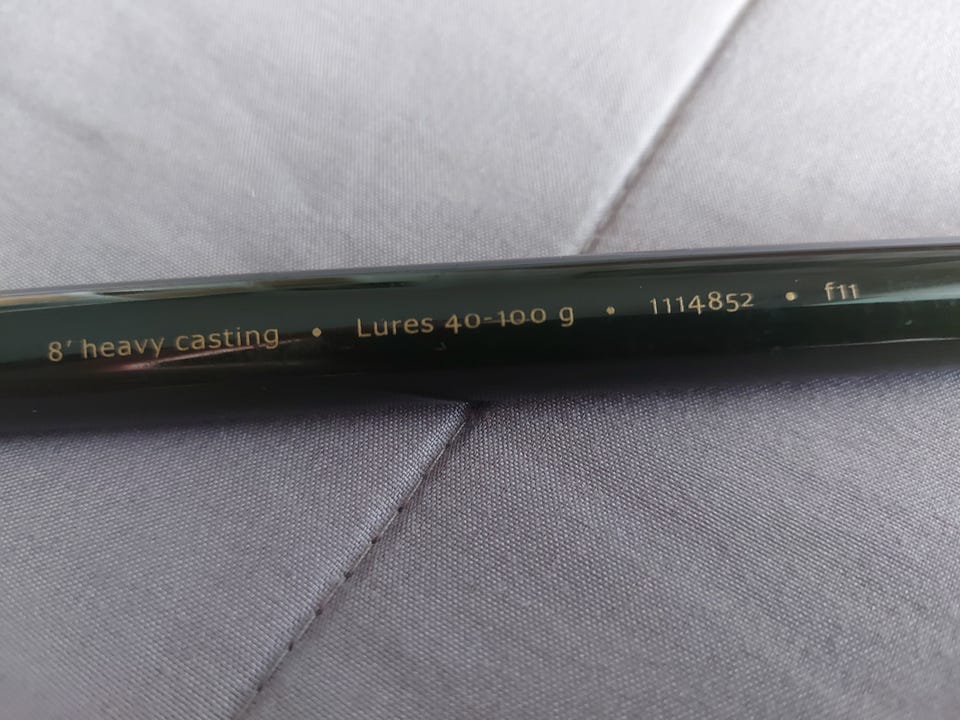 8' heavy casting • Lures 40-100 g • 1114852 • f11